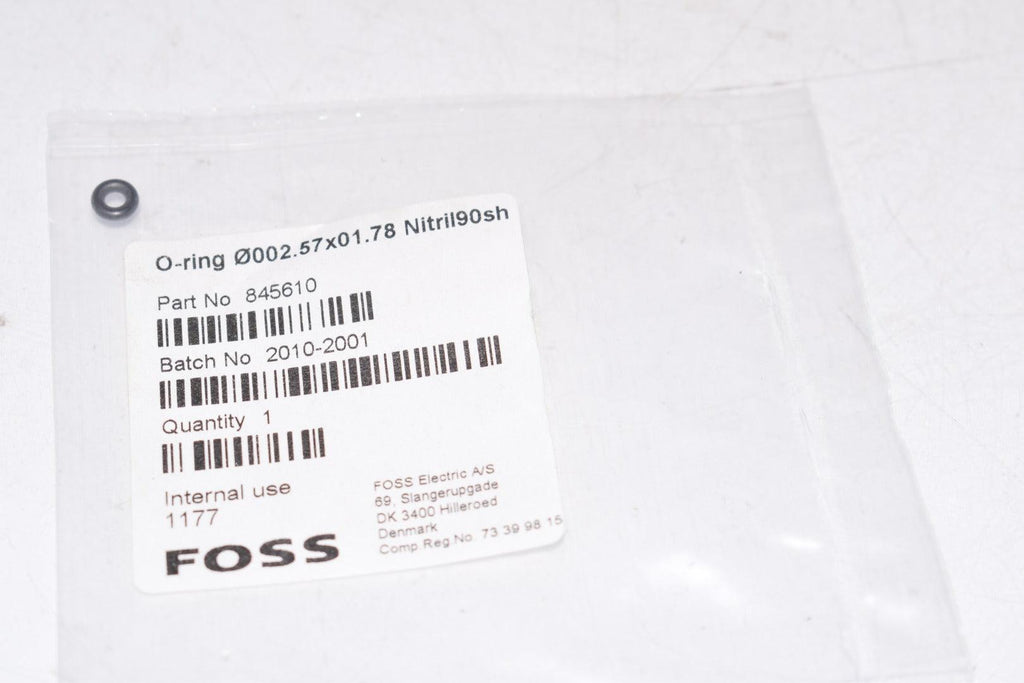 O-ring Ø002.57x01.78 Nitril90sh
Part No 845610
Batch No 2010-2001
Quantity 1
Internal use
1177
FOSS
FOSS Electric A/S
69, Slangerupgade
DK 3400 Hilleroed
Denmark
Comp.Reg.No. 73 39 98 15